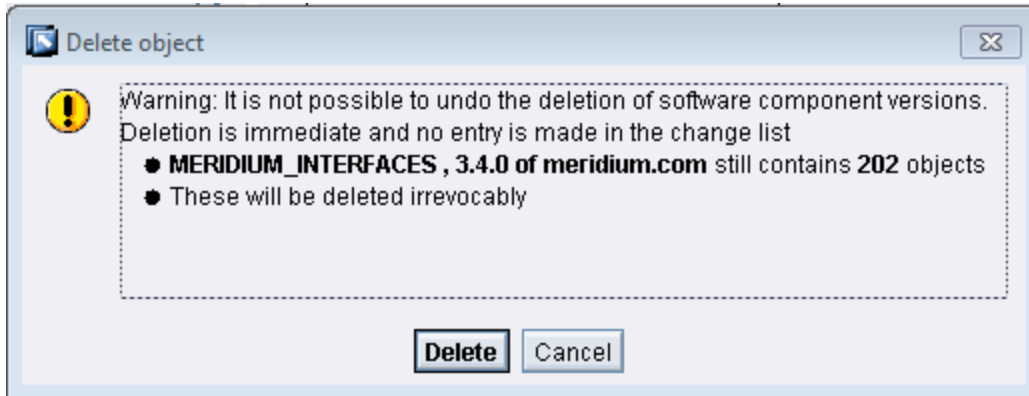 Delete object
Warning: It is not possible to undo the deletion of software component versions.
Deletion is immediate and no entry is made in the change list
MERIDIUM_INTERFACES , 3.4.0 of meridium.com still contains 202 objects
These will be deleted irrevocably
Delete Cancel